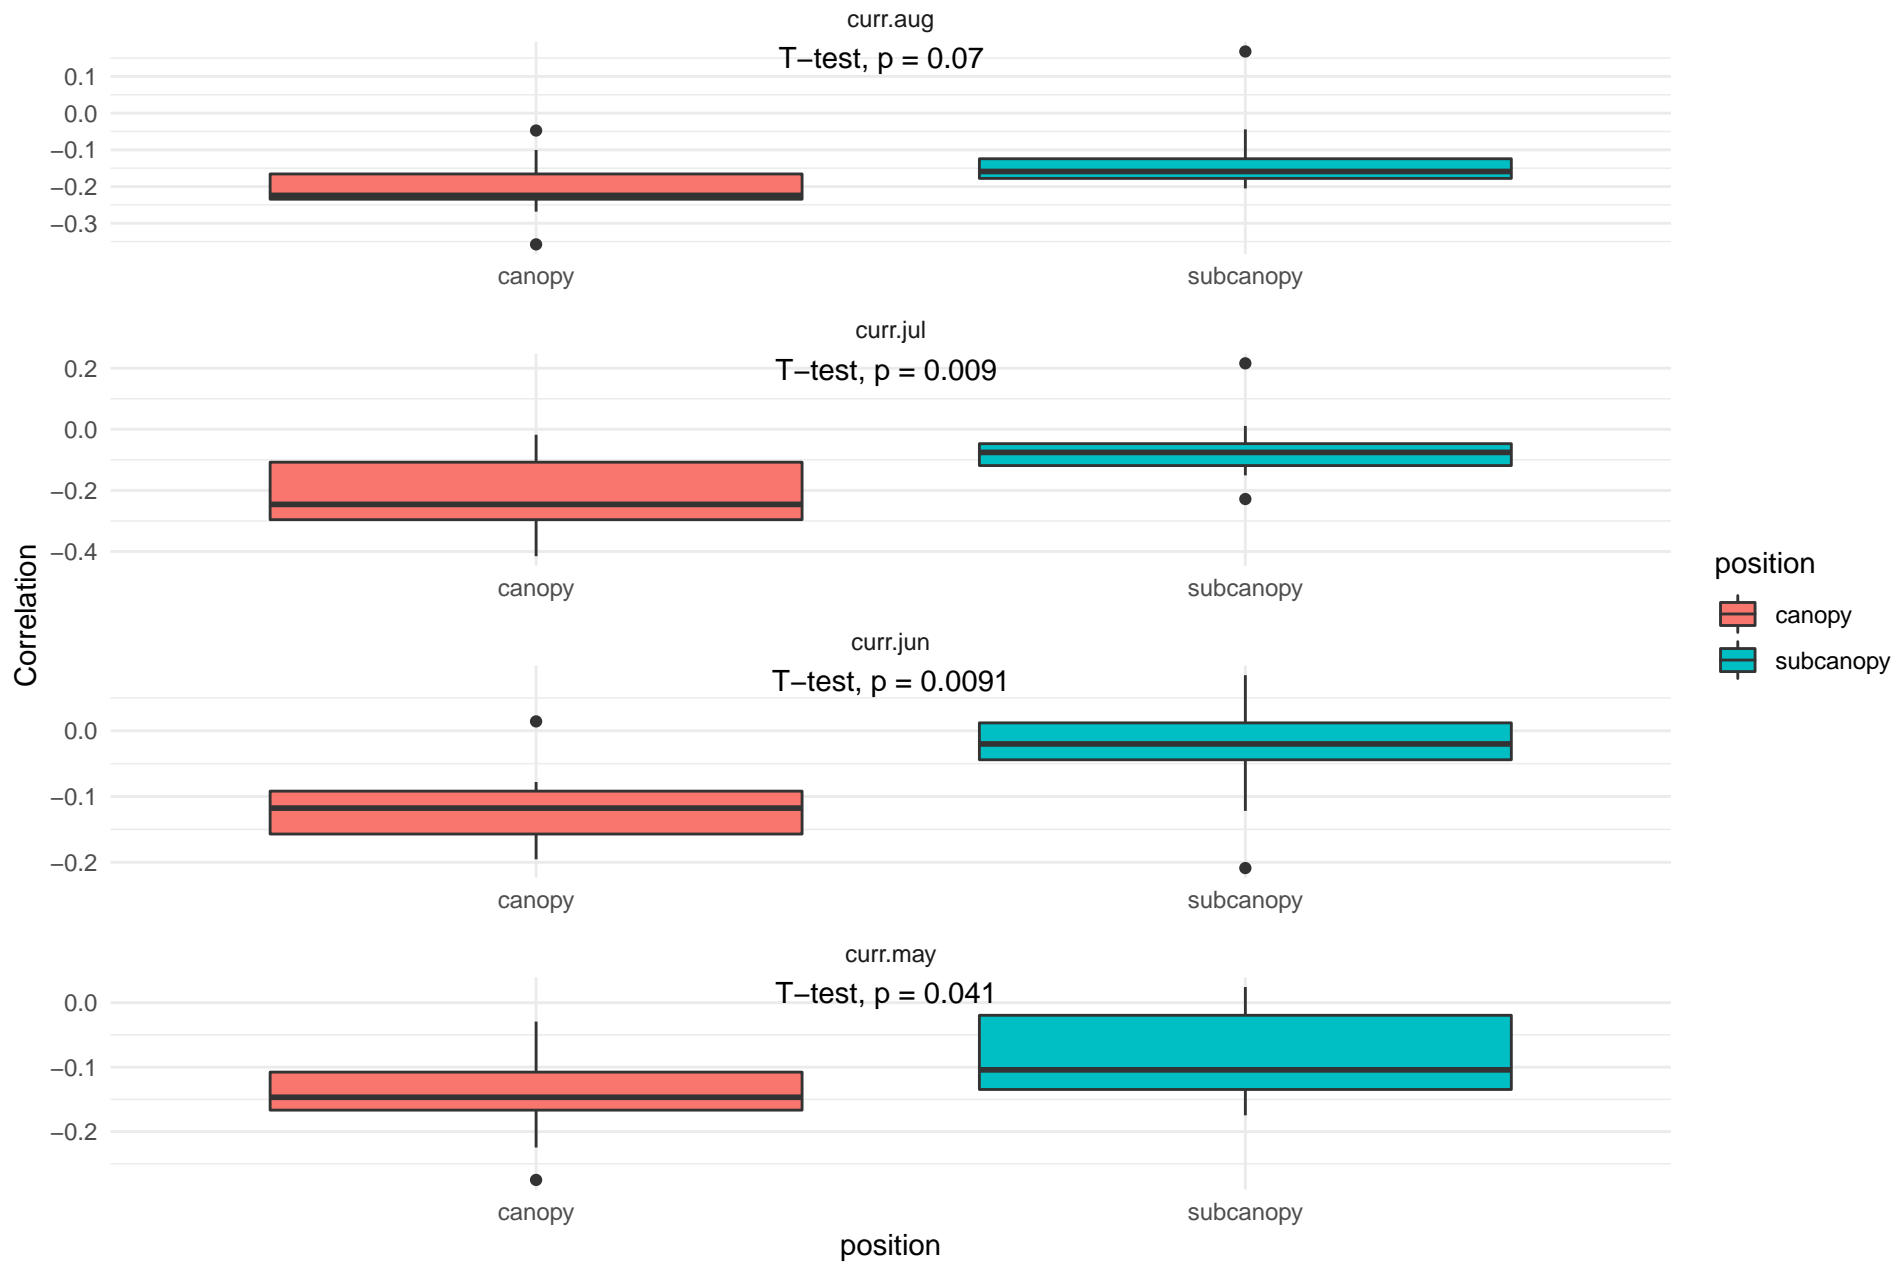 curr.aug
T−test, p = 0.07
0.1
0.0
−0.1
−0.2
−0.3
canopy subcanopy
curr.jul
T−test, p = 0.009
0.2
0.0
−0.2
−0.4
canopy subcanopy
curr.jun
T−test, p = 0.0091
0.0
−0.1
−0.2
canopy subcanopy
curr.may
T−test, p = 0.041
0.0
−0.1
−0.2
canopy subcanopy
position
Correlation
position
canopy
subcanopy